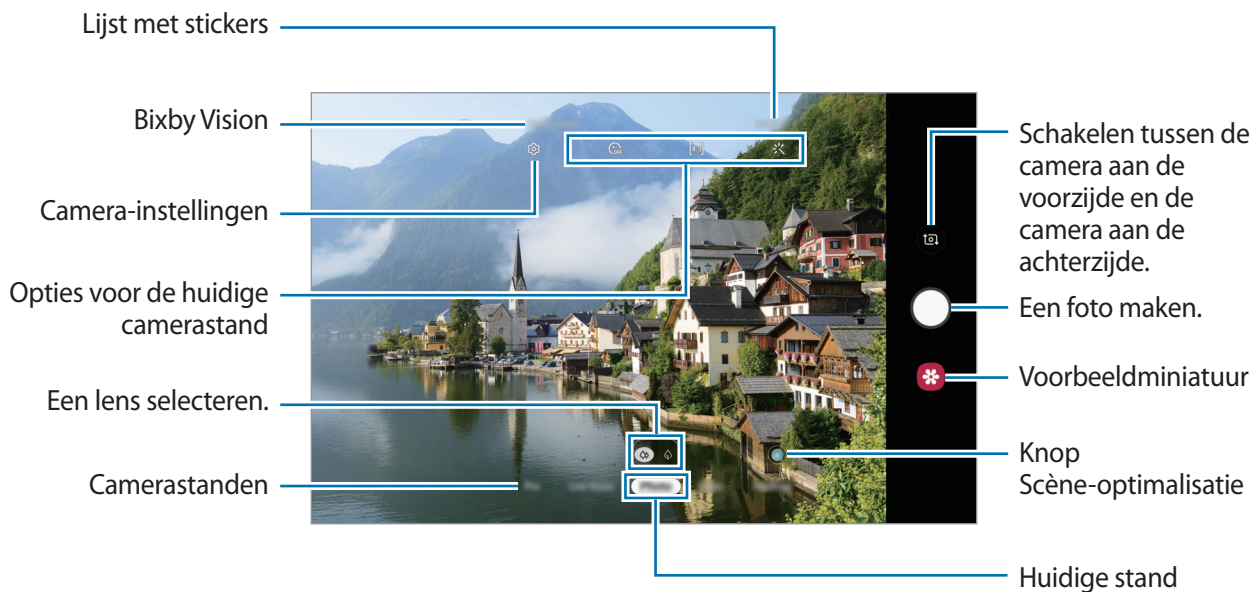 Lijst met stickers
Bixby Vision
Camera-instellingen
Opties voor de huidige
camerastand
Een lens selecteren.
Camerastanden
OFF
Schakelen tussen de
camera aan de
voorzijde en de
camera aan de
achterzijde.
Een foto maken.
Voorbeeldminiatuur
Knop
Scène-optimalisatie
Huidige stand